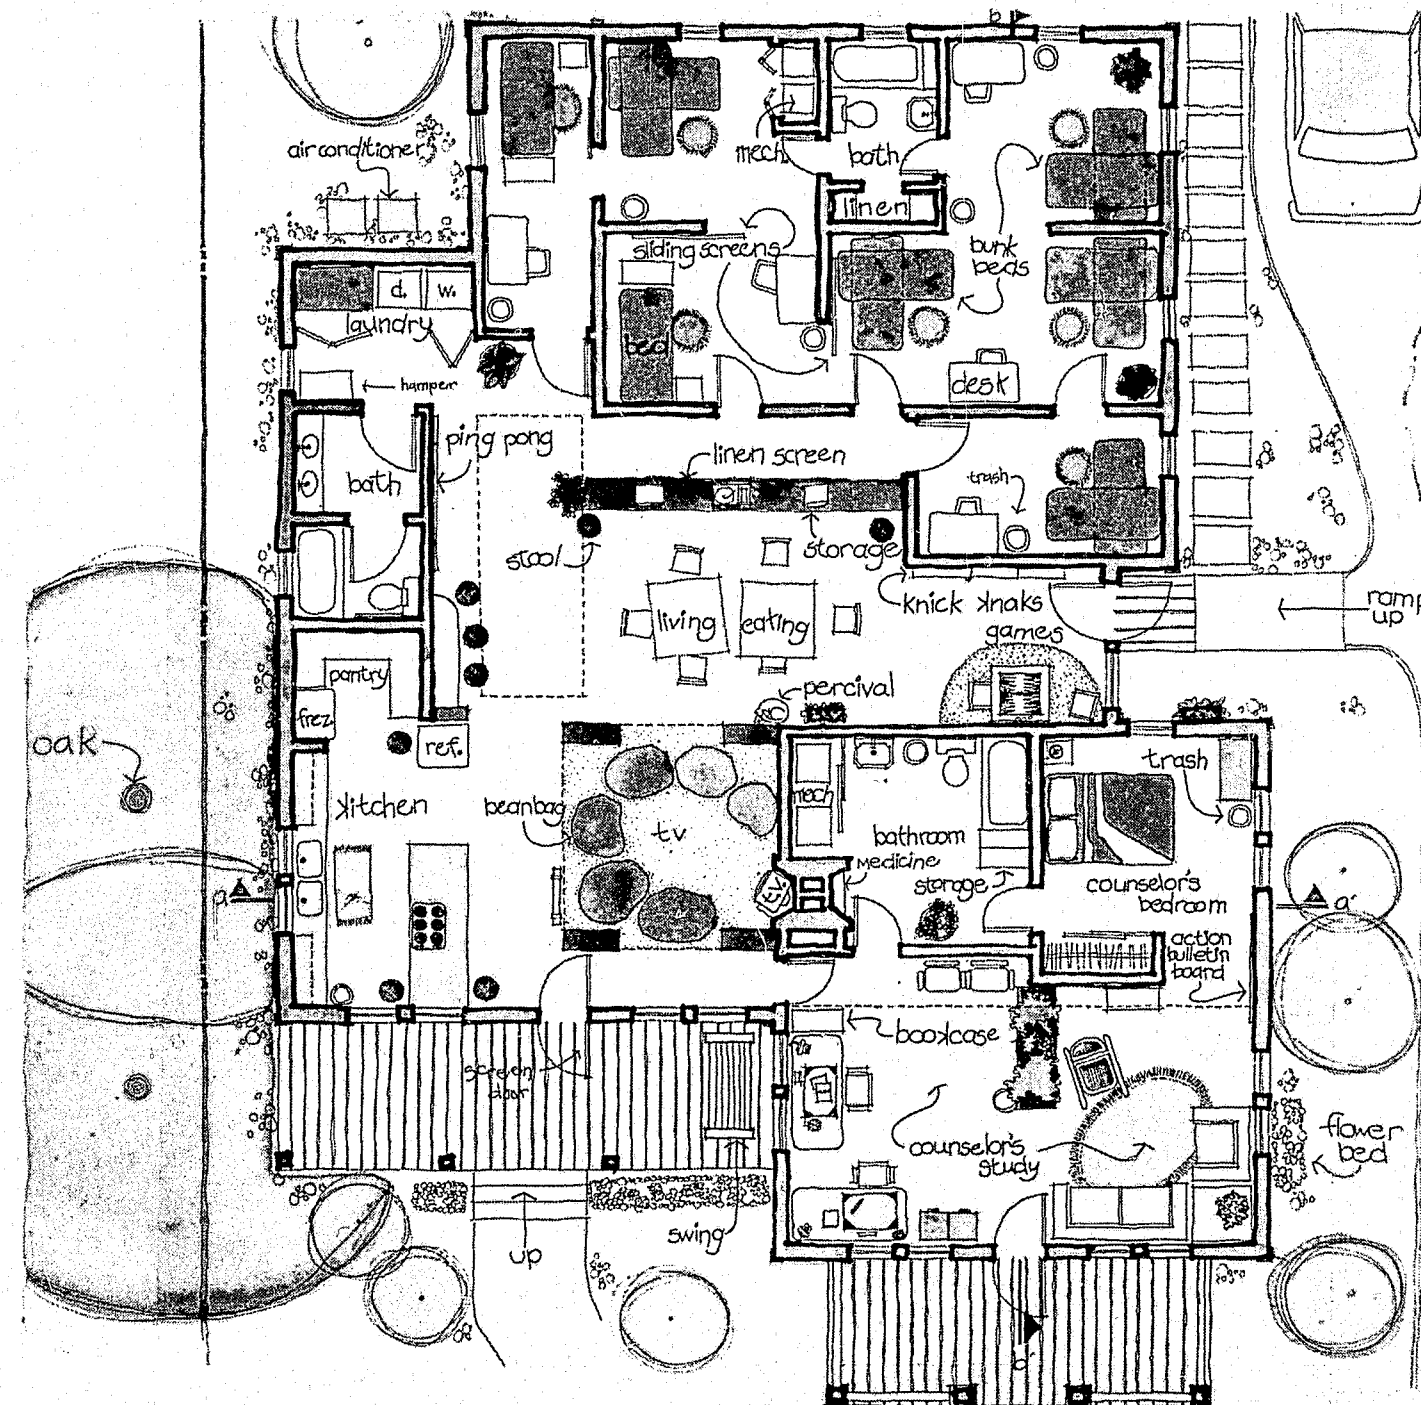 b
air conditioner
mech.
bath
linen
sliding screens
bunk
beds
d.
w.
laundry
bed
hamper
desk
ping pong
linen screen
bath
trash
stool
storage
knick knaks
living
eating
games
ramp
up
pantry
percival
frez
ref.
oak
trash
kitchen
beanbag
tv
mech
bathroom
medicine
storage
counselor's
bedroom
t.v.
a
a'
action
bulletin
board
bookcase
screen
door
counselor's
study
flower
bed
swing
up
b'